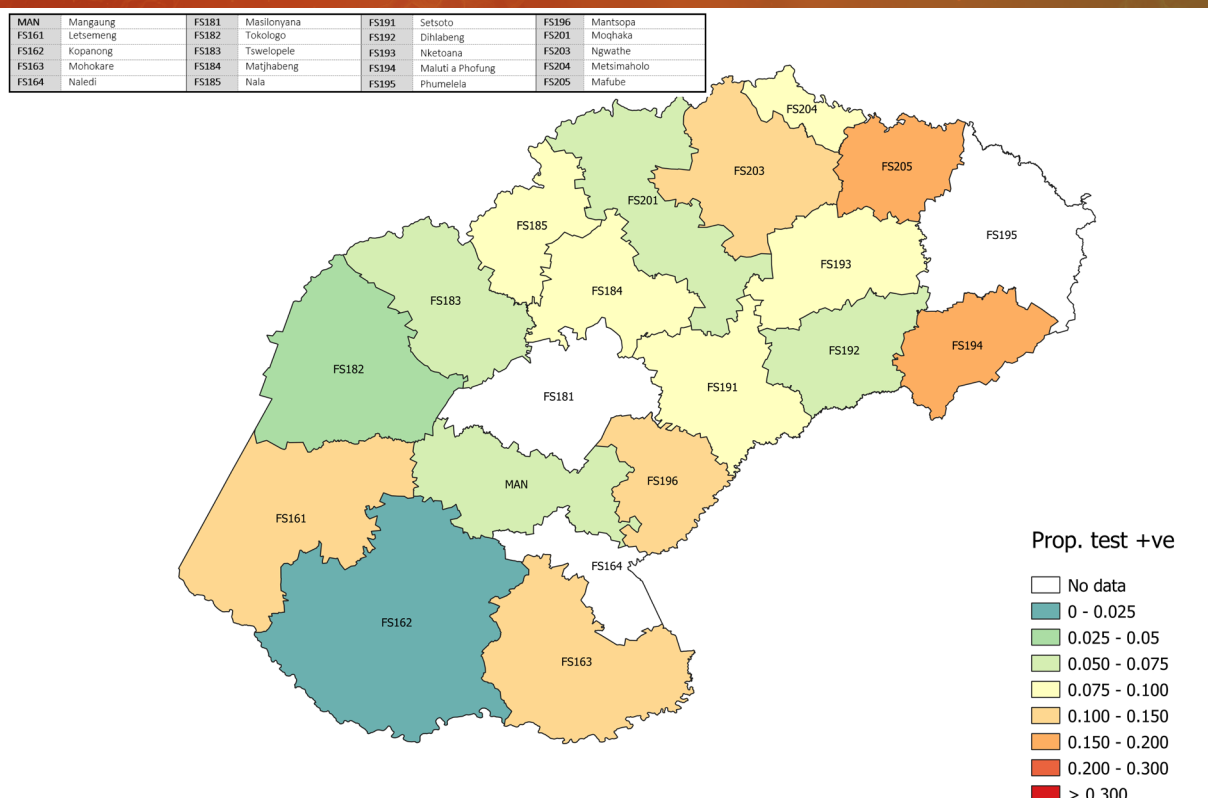 MAN Mangaung FS181 Masilonyana FS191 Setsoto FS196 Mantsopa
FS161 Letsemeng FS182 Tokologo FS192 Dihlabeng FS201 Moqhaka
FS162 Kopanong FS183 Tswelopele FS193 Nketoana FS203 Ngwathe
FS163 Mohokare FS184 Matjhabeng FS194 Maluti a Phofung FS204 Metsimaholo
FS164 Naledi FS185 Nala FS195 Phumelela FS205 Mafube
FS204
FS205
FS203
FS201
FS185
FS195
FS193
FS184
FS183
FS194
FS192
FS182
FS191
FS181
FS196
MAN
FS161
FS164
FS162
FS163
Prop. test +ve
No data
0 - 0.025
0.025 - 0.05
0.050 - 0.075
0.075 - 0.100
0.100 - 0.150
0.150 - 0.200
0.200 - 0.300
> 0.300